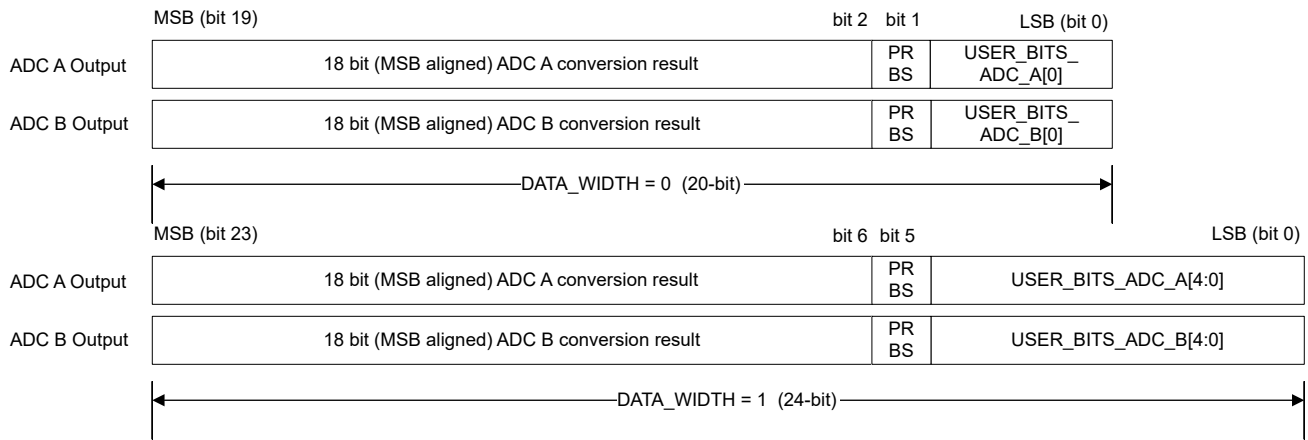 MSB (bit 19) bit 2 bit 1 LSB (bit 0)
ADC A Output 18 bit (MSB aligned) ADC A conversion result PR BS USER_BITS_ ADC_A[0]
ADC B Output 18 bit (MSB aligned) ADC B conversion result PR BS USER_BITS_ ADC_B[0]
DATA_WIDTH = 0 (20-bit)
MSB (bit 23) bit 6 bit 5 LSB (bit 0)
ADC A Output 18 bit (MSB aligned) ADC A conversion result PR BS USER_BITS_ADC_A[4:0]
ADC B Output 18 bit (MSB aligned) ADC B conversion result PR BS USER_BITS_ADC_B[4:0]
DATA_WIDTH = 1 (24-bit)